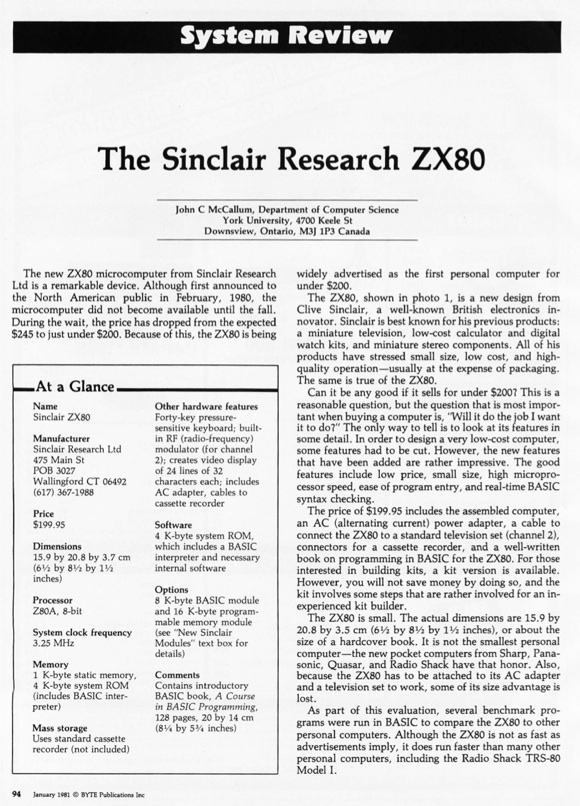 System Review
The Sinclair Research ZX80
John C McCallum, Department of Computer Science
York University, 4700 Keele St
Downsview, Ontario, M3J 1P3 Canada
The new ZX80 microcomputer from Sinclair Research
Ltd is a remarkable device. Although first announced to
the North American public in February, 1980, the
microcomputer did not become available until the fall.
During the wait, the price has dropped from the expected
$245 to just under $200. Because of this, the ZX80 is being
At a Glance
Name
Sinclair ZX80
Manufacturer
Sinclair Research Ltd
475 Main St
POB 3027
Wallingford CT 06492
(617) 367-1988
Price
$199.95
Dimensions
15.9 by 20.8 by 3.7 cm
(6½ by 8½ by 1½
inches)
Processor
Z80A, 8-bit
System clock frequency
3.25 MHz
Memory
1 K-byte static memory,
4 K-byte system ROM
(includes BASIC inter-
preter)
Mass storage
Uses standard cassette
recorder (not included)
Other hardware features
Forty-key pressure-
sensitive keyboard; built-
in RF (radio-frequency)
modulator (for channel
2); creates video display
of 24 lines of 32
characters each; includes
AC adapter, cables to
cassette recorder
Software
4 K-byte system ROM,
which includes a BASIC
interpreter and necessary
internal software
Options
8 K-byte BASIC module
and 16 K-byte program-
mable memory module
(see "New Sinclair
Modules" text box for
details)
Comments
Contains introductory
BASIC book, A Course
in BASIC Programming,
128 pages, 20 by 14 cm
(8¼ by 5¾ inches)
widely advertised as the first personal computer for
under $200.
The ZX80, shown in photo 1, is a new design from
Clive Sinclair, a well-known British electronics in-
novator. Sinclair is best known for his previous products:
a miniature television, low-cost calculator and digital
watch kits, and miniature stereo components. All of his
products have stressed small size, low cost, and high-
quality operation—usually at the expense of packaging.
The same is true of the ZX80.
Can it be any good if it sells for under $200? This is a
reasonable question, but the question that is most impor-
tant when buying a computer is, "Will it do the job I want
it to do?" The only way to tell is to look at its features in
some detail. In order to design a very low-cost computer,
some features had to be cut. However, the new features
that have been added are rather impressive. The good
features include low price, small size, high micropro-
cessor speed, ease of program entry, and real-time BASIC
syntax checking.
The price of $199.95 includes the assembled computer,
an AC (alternating current) power adapter, a cable to
connect the ZX80 to a standard television set (channel 2),
connectors for a cassette recorder, and a well-written
book on programming in BASIC for the ZX80. For those
interested in building kits, a kit version is available.
However, you will not save money by doing so, and the
kit involves some steps that are rather involved for an in-
experienced kit builder.
The ZX80 is small. The actual dimensions are 15.9 by
20.8 by 3.5 cm (6½ by 8½ by 1½ inches), or about the
size of a hardcover book. It is not the smallest personal
computer—the new pocket computers from Sharp, Pana-
sonic, Quasar, and Radio Shack have that honor. Also,
because the ZX80 has to be attached to its AC adapter
and a television set to work, some of its size advantage is
lost.
As part of this evaluation, several benchmark pro-
grams were run in BASIC to compare the ZX80 to other
personal computers. Although the ZX80 is not as fast as
advertisements imply, it does run faster than many other
personal computers, including the Radio Shack TRS-80
Model I.
94 January 1981 © BYTE Publications Inc